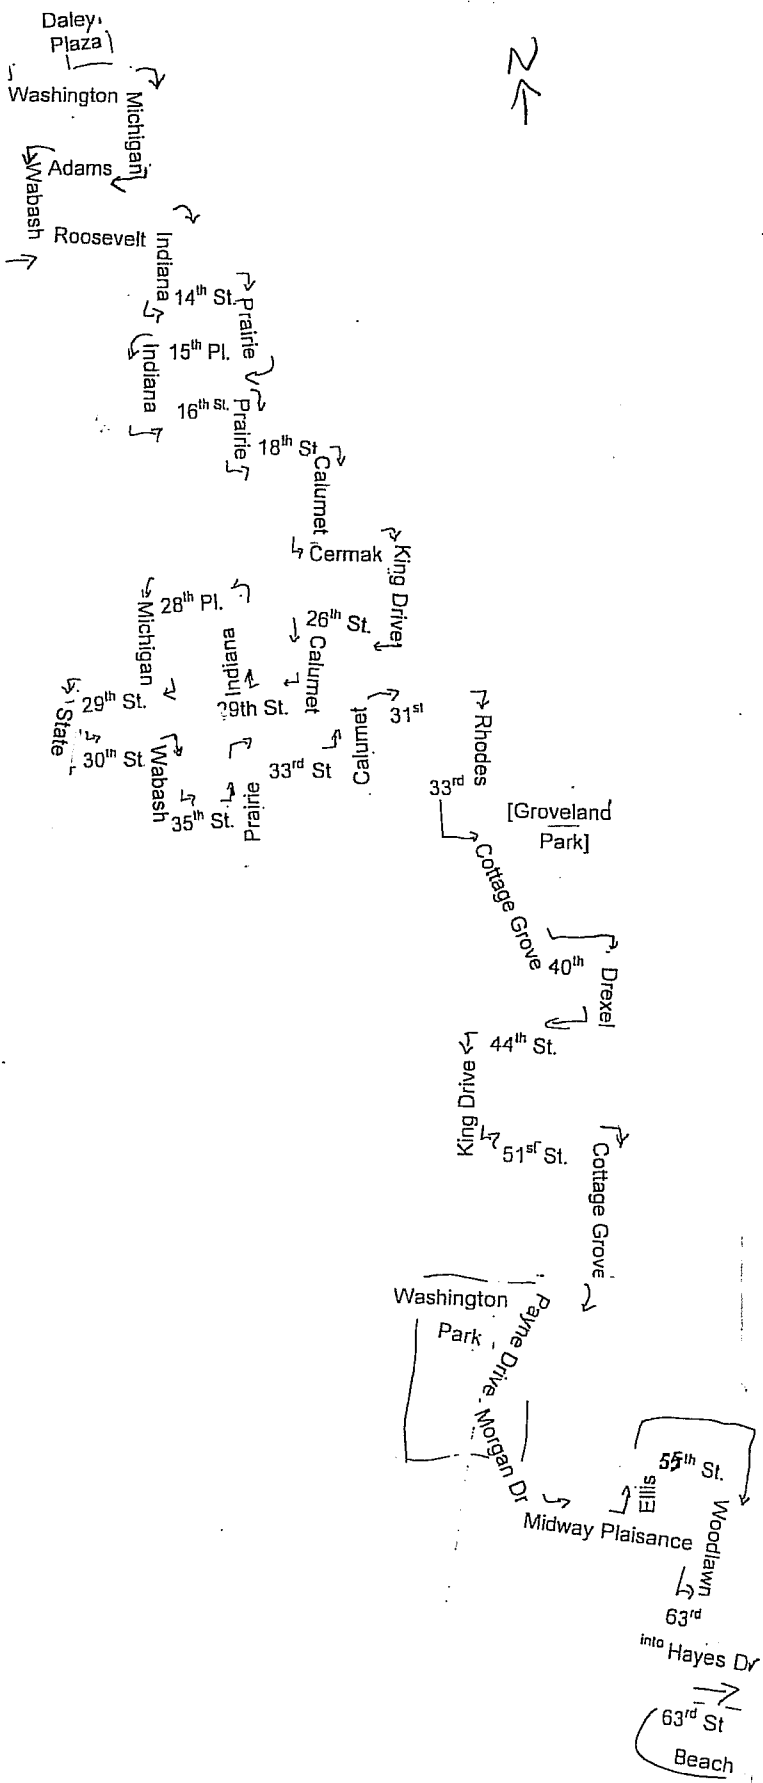 Daley
Plaza
N
Washington
Michigan
Adams
Wabash
Roosevelt
Indiana
14th St.
Prairie
15th Pl.
Indiana
16th St.
Prairie
18th St
Calumet
Cermak
King Drive
26th St.
Calumet
29th St.
Indiana
28th Pl.
Michigan
29th St.
State
30th St.
Wabash
35th St.
Prairie
33rd St
Calumet
31st
Rhodes
33rd
[Groveland
Park]
Cottage Grove
40th
Drexel
44th St.
King Drive
51st St.
Cottage Grove
Washington
Park
Payne Drive
Morgan Dr
Midway Plaisance
Ellis
55th St.
Woodlawn
63rd
into Hayes Dr
63rd St
Beach